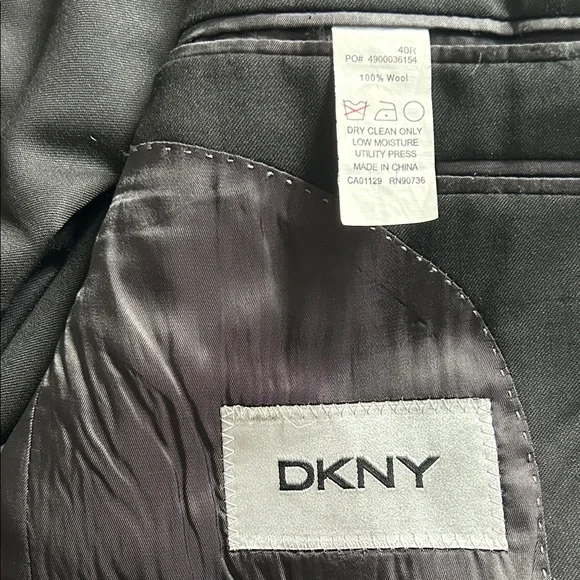 40R
PO# 4900036154
100% Wool
DRY CLEAN ONLY
LOW MOISTURE
UTILITY PRESS
MADE IN CHINA
CA01129 RN90736
DKNY